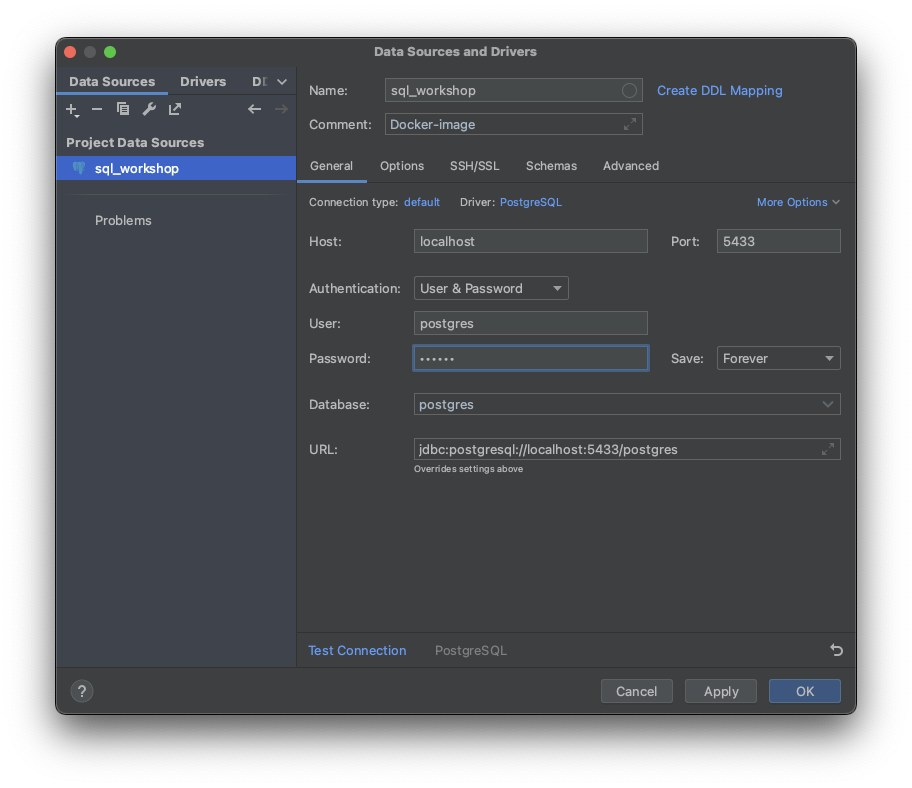 Data Sources and Drivers
Data Sources Drivers
Name: sql_workshop Create DDL Mapping
Comment: Docker-image
Project Data Sources
sql_workshop
Problems
General Options SSH/SSL Schemas Advanced
Connection type: default Driver: PostgreSQL More Options
Host: localhost Port: 5433
Authentication: User & Password
User: postgres
Password: •••••• Save: Forever
Database: postgres
URL: jdbc:postgresql://localhost:5433/postgres
Overrides settings above
Test Connection PostgreSQL
? Cancel Apply OK